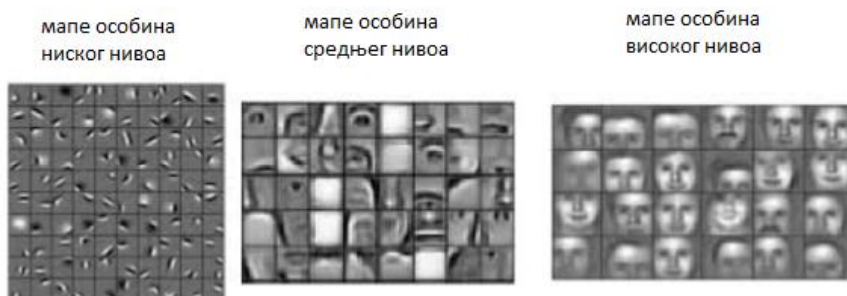 мапе особина
ниског нивоа
мапе особина
средњег нивоа
мапе особина
високог нивоа